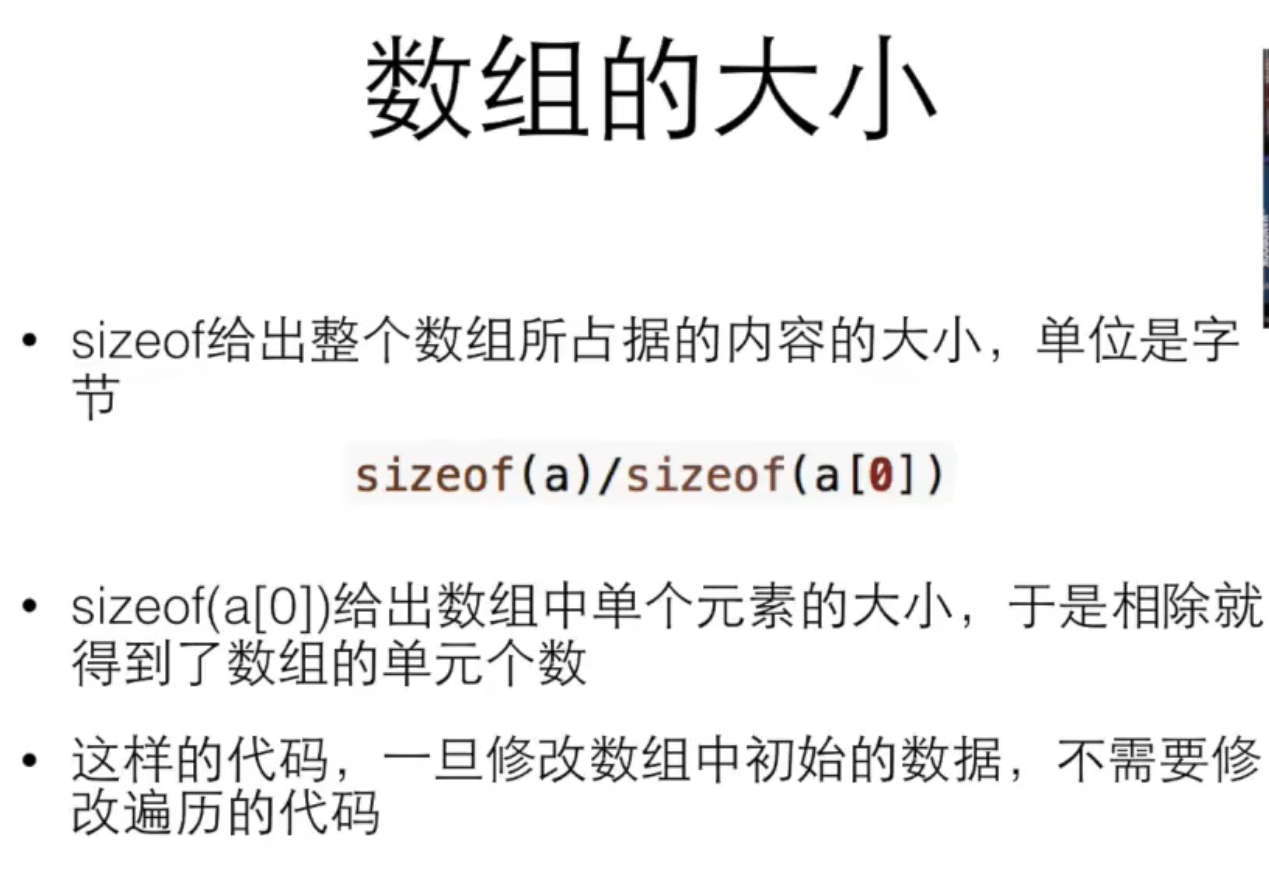 数组的大小
• sizeof给出整个数组所占据的内容的大小，单位是字
节
sizeof(a)/sizeof(a[0])
• sizeof(a[0])给出数组中单个元素的大小，于是相除就
得到了数组的单元个数
• 这样的代码，一旦修改数组中初始的数据，不需要修
改遍历的代码